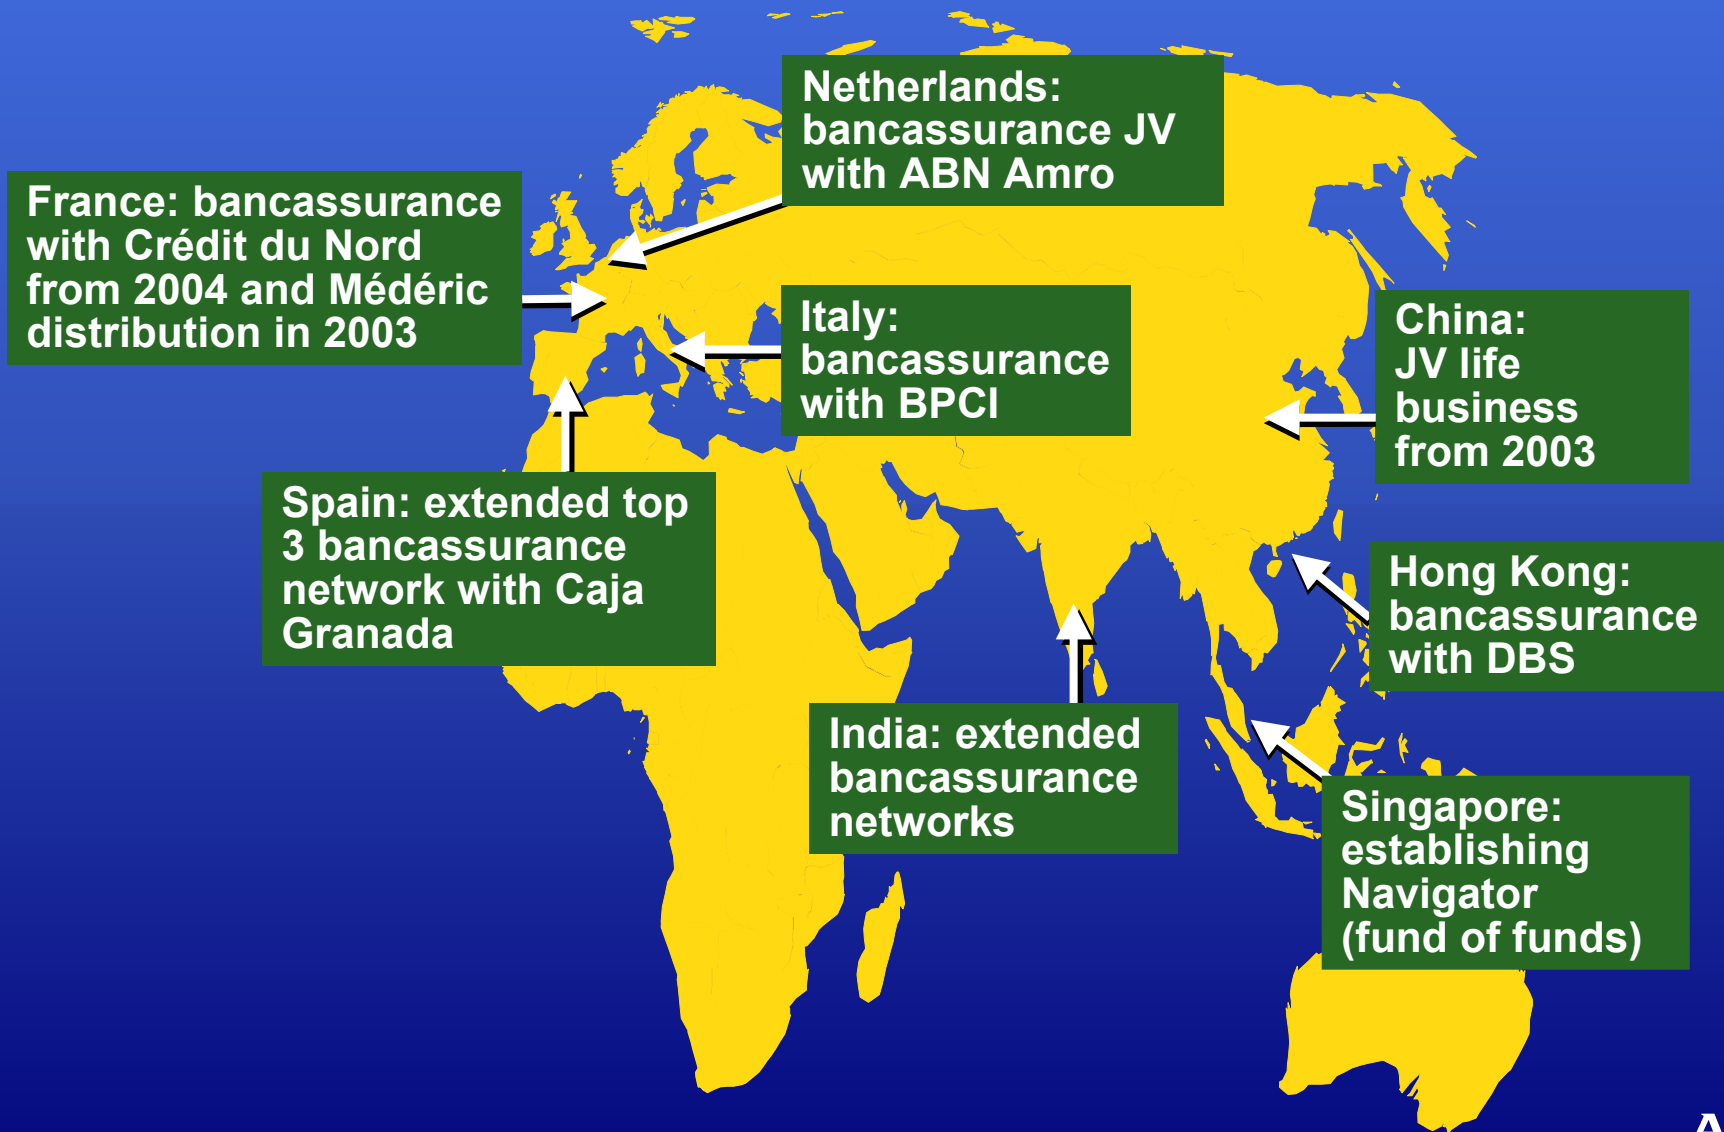 Netherlands:
bancassurance JV
with ABN Amro
France: bancassurance
with Crédit du Nord
from 2004 and Médéric
distribution in 2003
Italy:
bancassurance
with BPCI
China:
JV life
business
from 2003
Spain: extended top
3 bancassurance
network with Caja
Granada
Hong Kong:
bancassurance
with DBS
India: extended
bancassurance
networks
Singapore:
establishing
Navigator
(fund of funds)